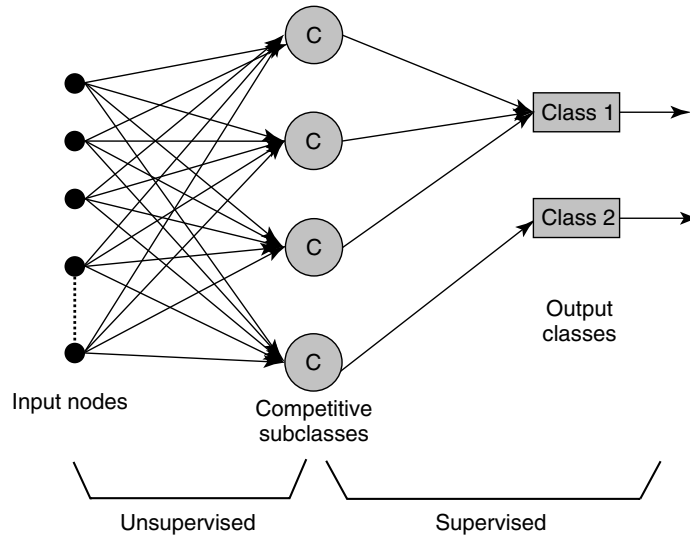 C
C
C
C
Class 1
Class 2
Output
classes
Input nodes
Competitive
subclasses
Unsupervised
Supervised